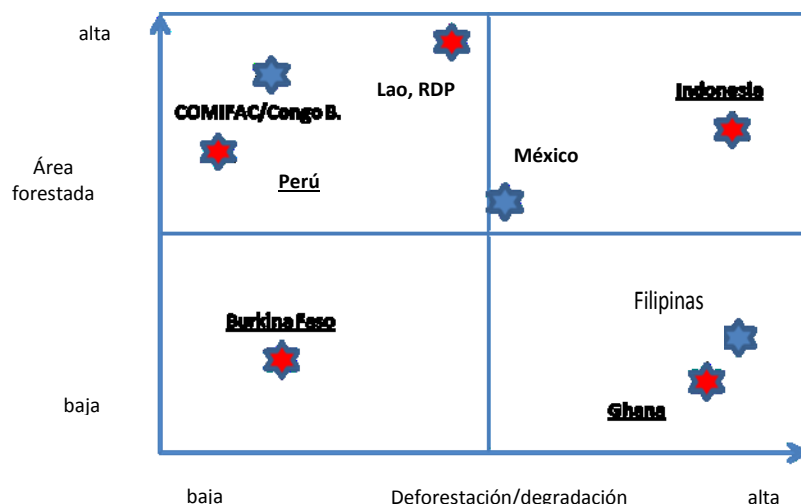 alta
Lao, RDP
Indonesia
COMIFAC/Congo B.
México
Área
forestada
Perú
Filipinas
Burkina Faso
baja
Ghana
baja
Deforestación/degradación
alta